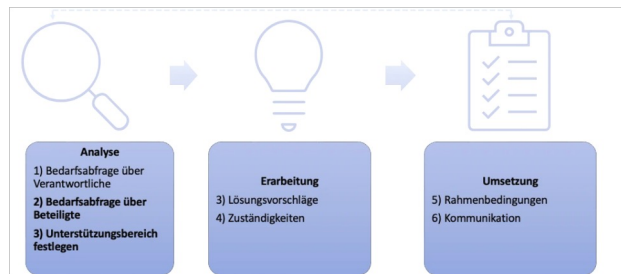 Analyse
1) Bedarfsabfrage über
Verantwortliche
2) Bedarfsabfrage über
Beteiligte
3) Unterstützungsbereich
festlegen
Erarbeitung
3) Lösungsvorschläge
4) Zuständigkeiten
Umsetzung
5) Rahmenbedingungen
6) Kommunikation